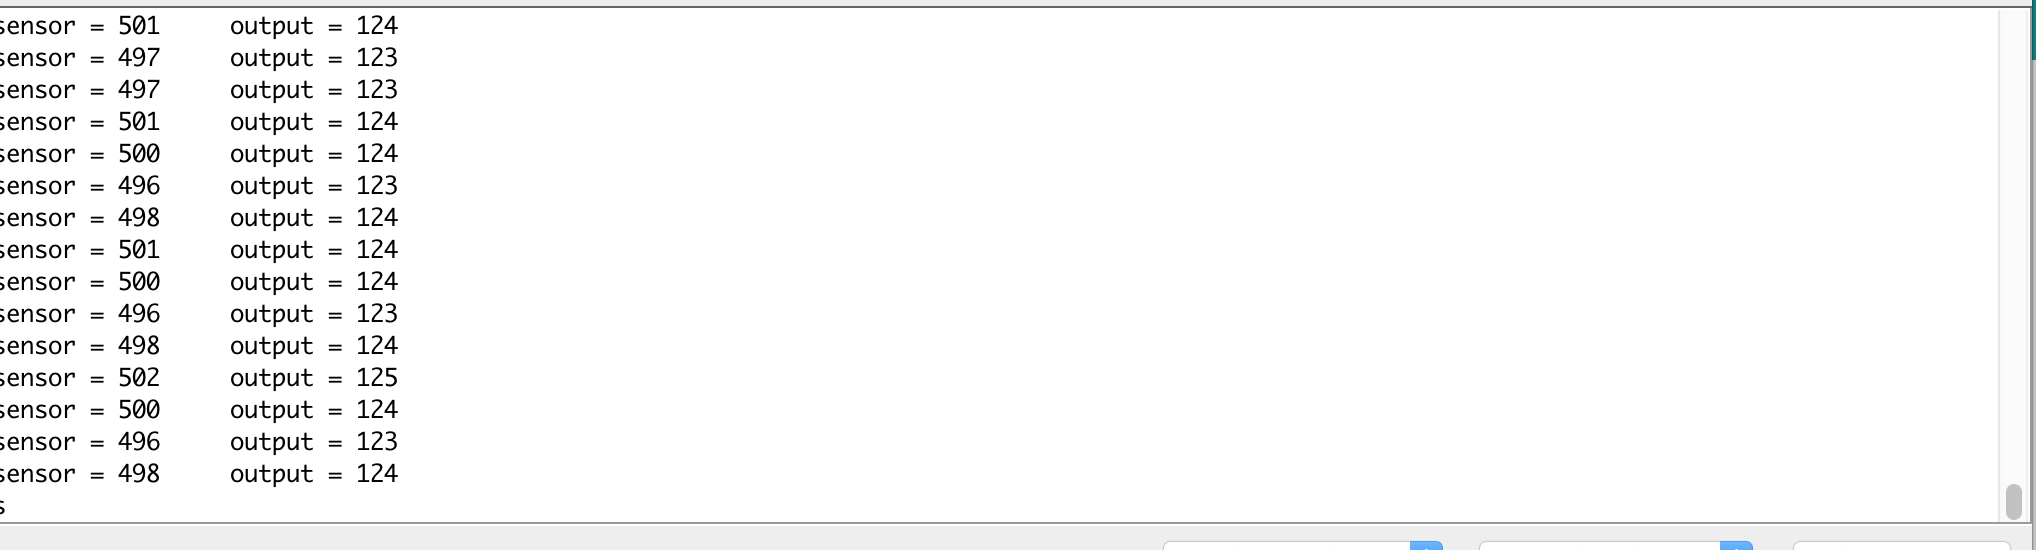 sensor = 501 output = 124
sensor = 497 output = 123
sensor = 497 output = 123
sensor = 501 output = 124
sensor = 500 output = 124
sensor = 496 output = 123
sensor = 498 output = 124
sensor = 501 output = 124
sensor = 500 output = 124
sensor = 496 output = 123
sensor = 498 output = 124
sensor = 502 output = 125
sensor = 500 output = 124
sensor = 496 output = 123
sensor = 498 output = 124
s